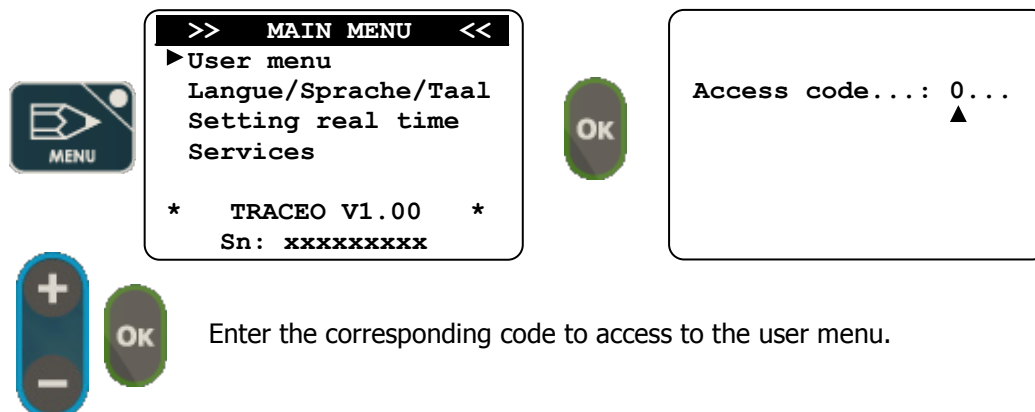 >> MAIN MENU <<
►User menu
Langue/Sprache/Taal
Setting real time
Services
* TRACEO V1.00 *
Sn: xxxxxxxxx
MENU
OK
Access code...: 0...
▲
+
−
OK
Enter the corresponding code to access to the user menu.